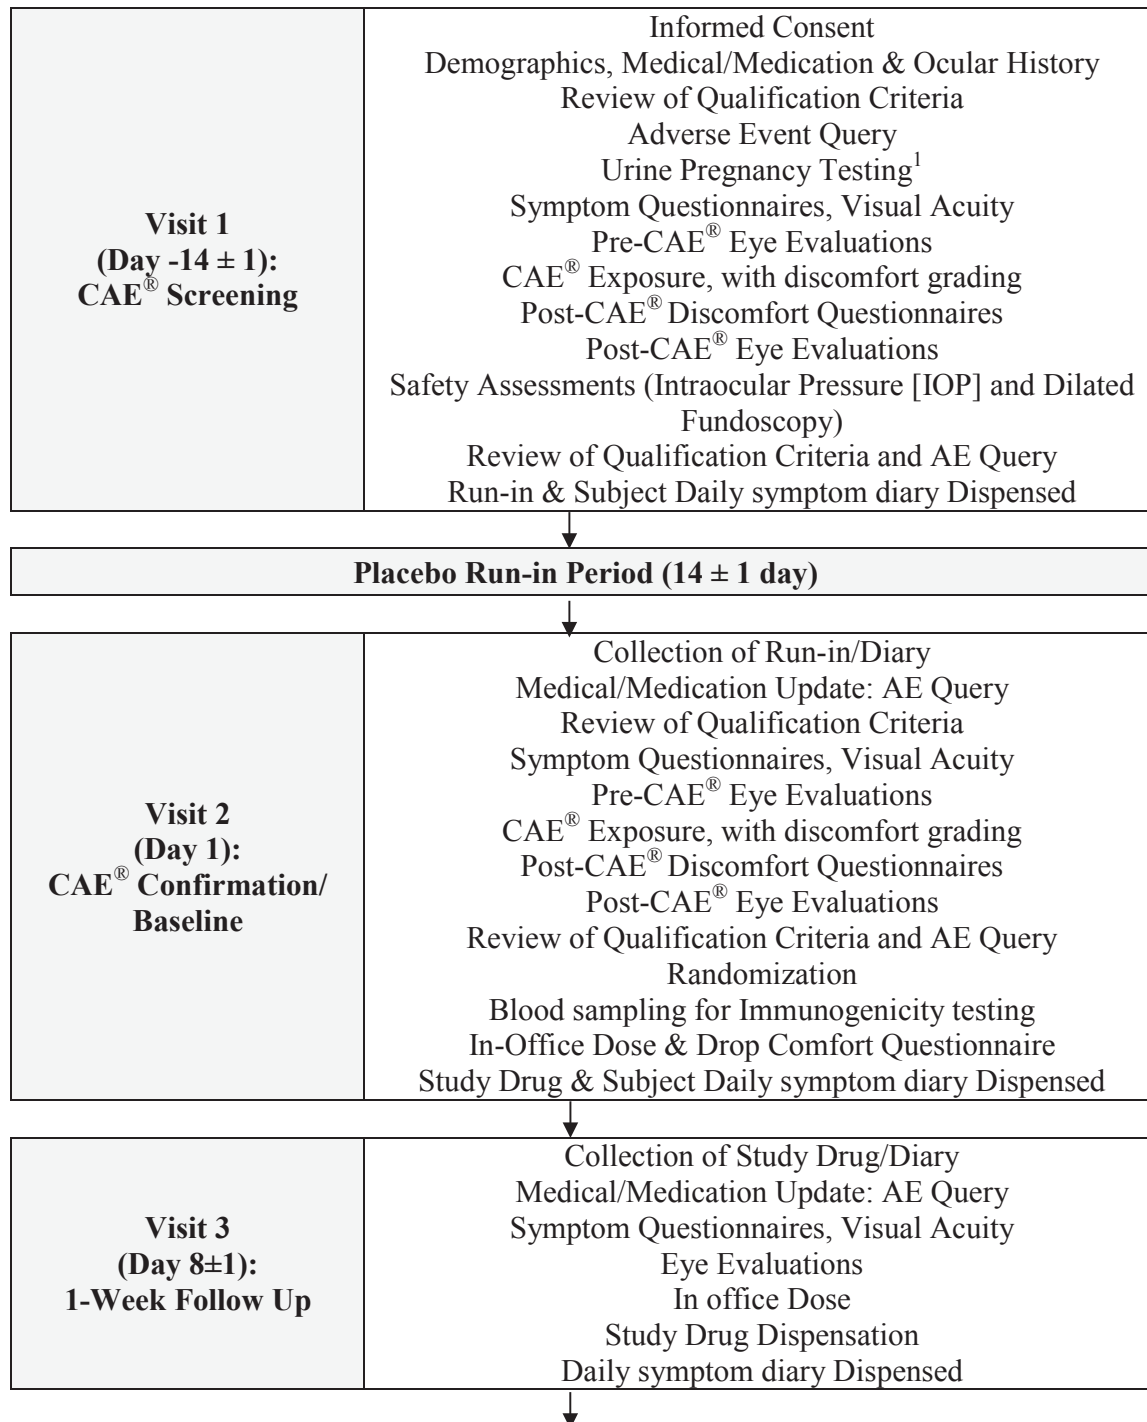 Visit 1
(Day -14 ± 1):
CAE® Screening
Informed Consent
Demographics, Medical/Medication & Ocular History
Review of Qualification Criteria
Adverse Event Query
Urine Pregnancy Testing¹
Symptom Questionnaires, Visual Acuity
Pre-CAE® Eye Evaluations
CAE® Exposure, with discomfort grading
Post-CAE® Discomfort Questionnaires
Post-CAE® Eye Evaluations
Safety Assessments (Intraocular Pressure [IOP] and Dilated
Fundoscopy)
Review of Qualification Criteria and AE Query
Run-in & Subject Daily symptom diary Dispensed
Placebo Run-in Period (14 ± 1 day)
Visit 2
(Day 1):
CAE® Confirmation/
Baseline
Collection of Run-in/Diary
Medical/Medication Update: AE Query
Review of Qualification Criteria
Symptom Questionnaires, Visual Acuity
Pre-CAE® Eye Evaluations
CAE® Exposure, with discomfort grading
Post-CAE® Discomfort Questionnaires
Post-CAE® Eye Evaluations
Review of Qualification Criteria and AE Query
Randomization
Blood sampling for Immunogenicity testing
In-Office Dose & Drop Comfort Questionnaire
Study Drug & Subject Daily symptom diary Dispensed
Visit 3
(Day 8±1):
1-Week Follow Up
Collection of Study Drug/Diary
Medical/Medication Update: AE Query
Symptom Questionnaires, Visual Acuity
Eye Evaluations
In office Dose
Study Drug Dispensation
Daily symptom diary Dispensed